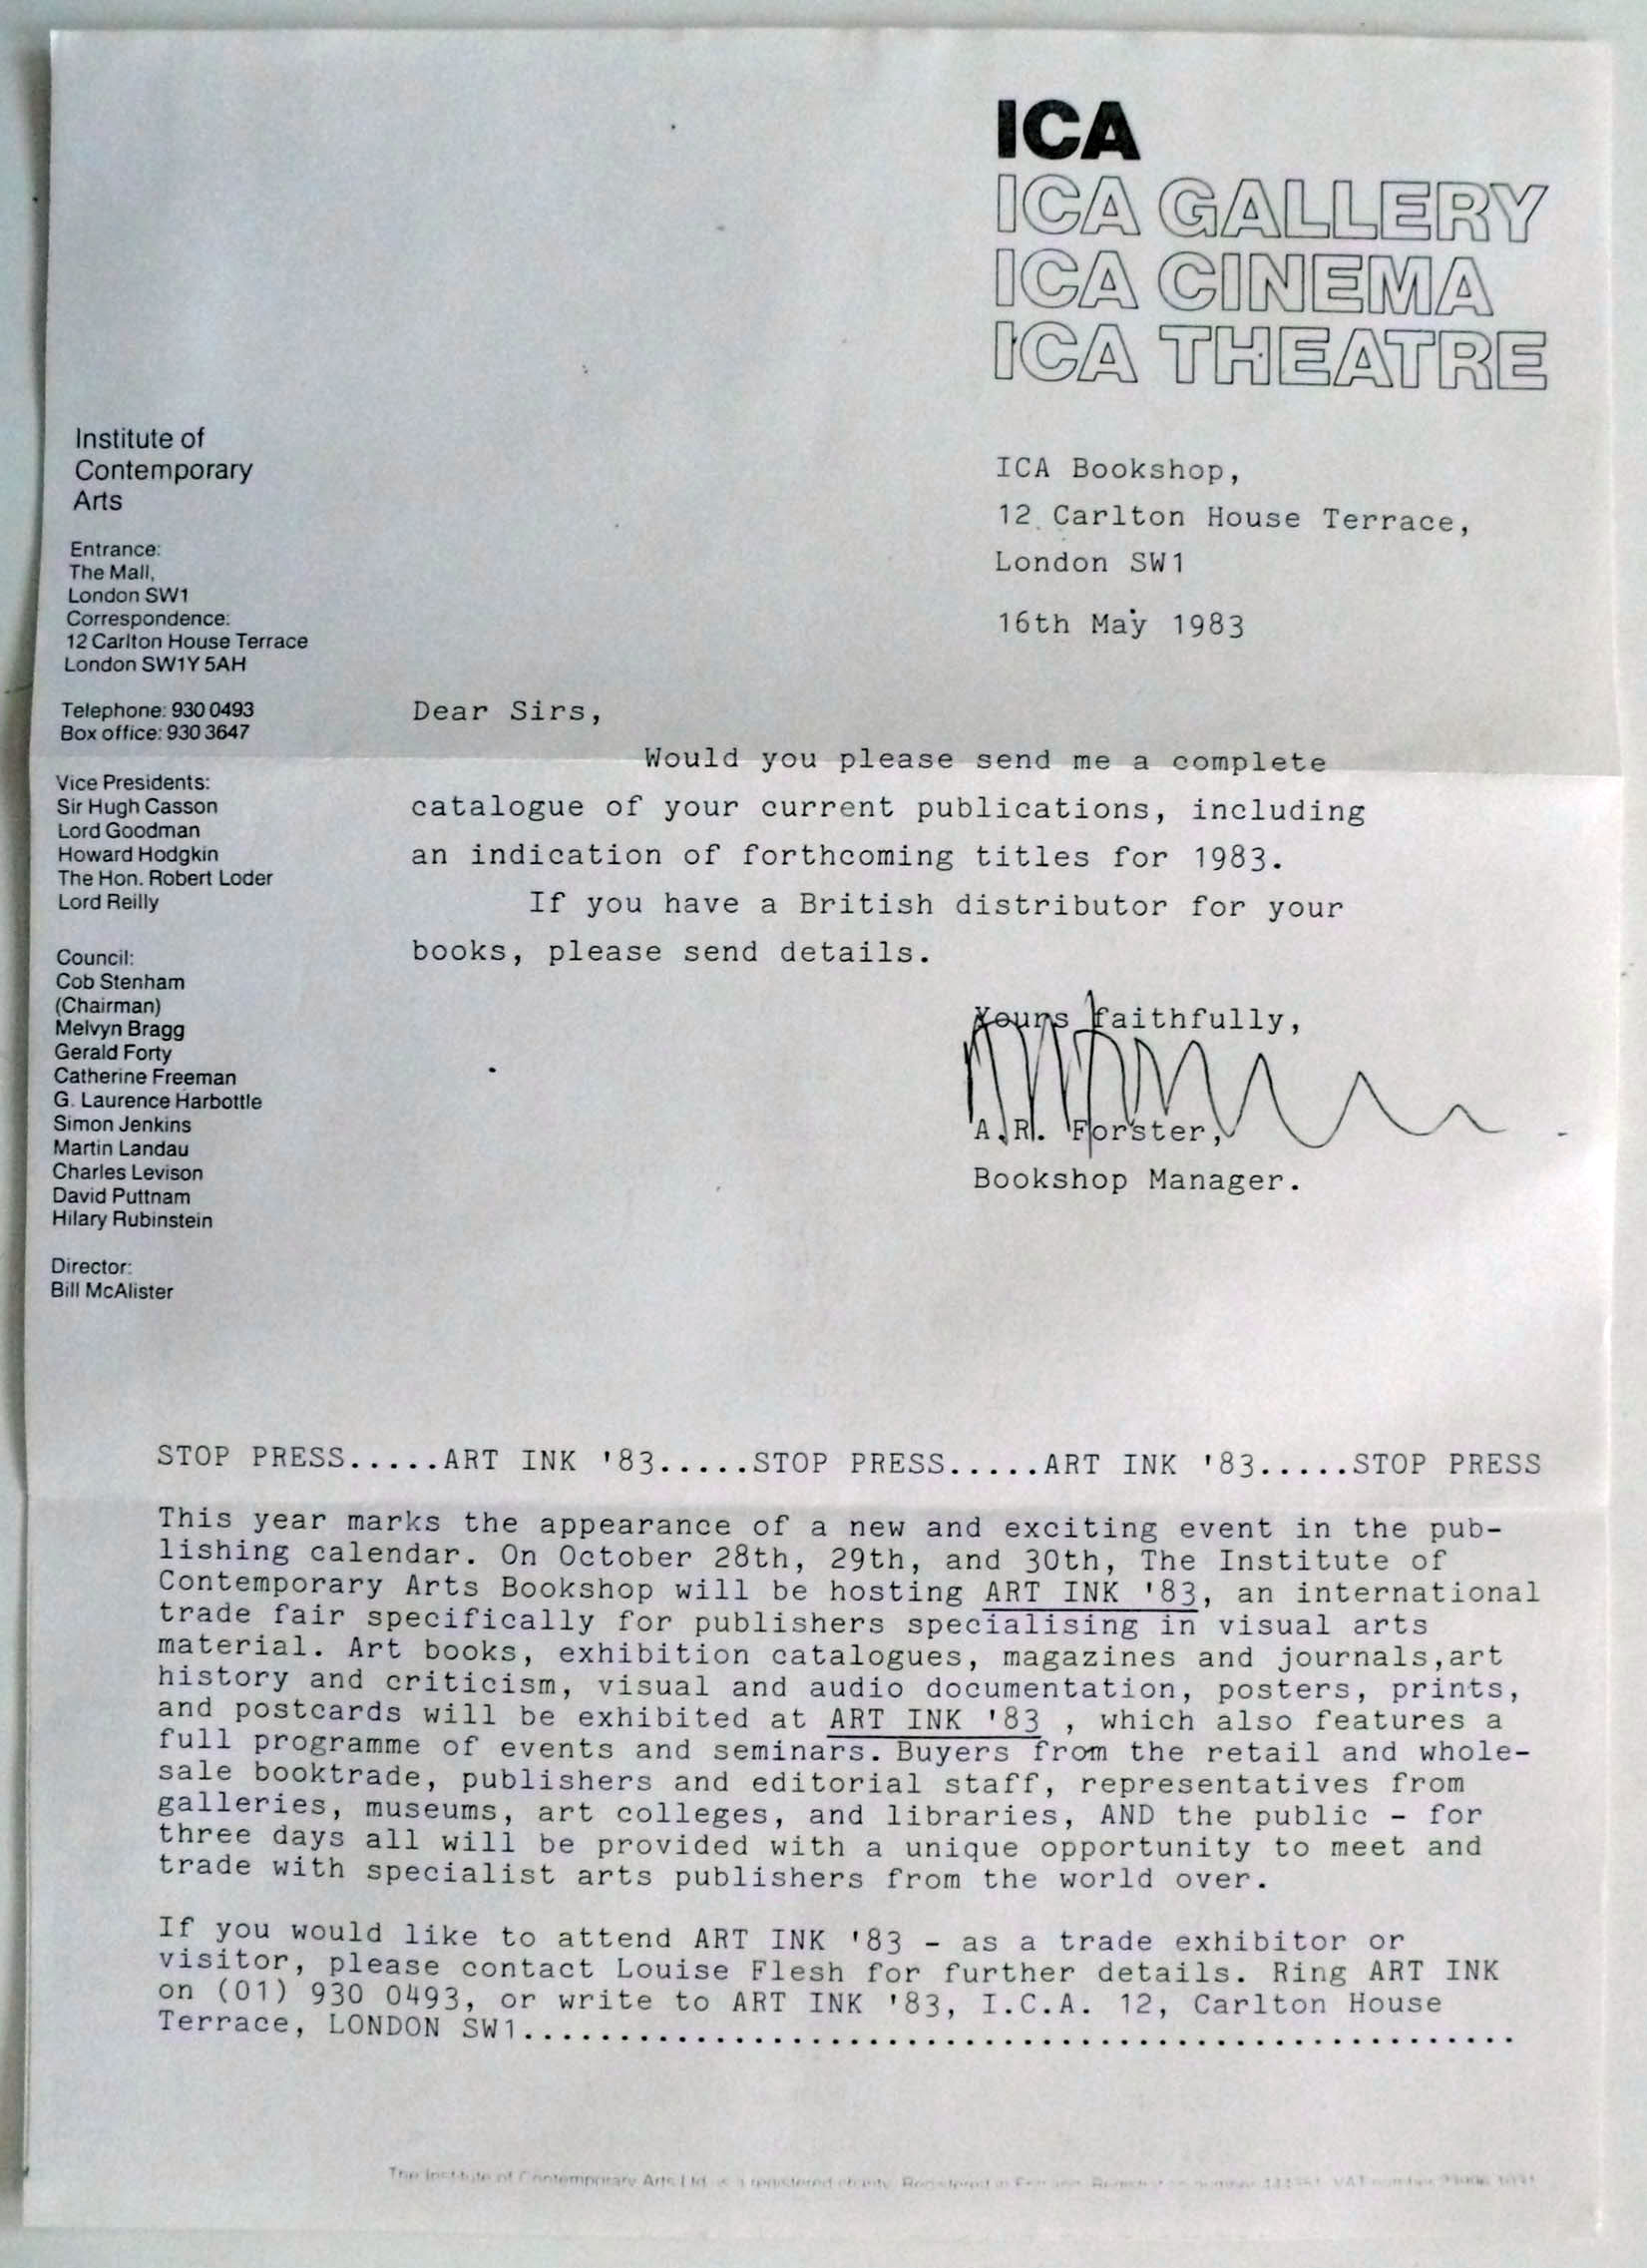 ICA
ICA GALLERY
ICA CINEMA
ICA THEATRE
Institute of
Contemporary
Arts
Entrance:
The Mall,
London SW1
Correspondence:
12 Carlton House Terrace
London SW1Y 5AH
Telephone: 930 0493
Box office: 930 3647
Vice Presidents:
Sir Hugh Casson
Lord Goodman
Howard Hodgkin
The Hon. Robert Loder
Lord Reilly
Council:
Cob Stenham
(Chairman)
Melvyn Bragg
Gerald Forty
Catherine Freeman
G. Laurence Harbottle
Simon Jenkins
Martin Landau
Charles Levison
David Puttnam
Hilary Rubinstein
Director:
Bill McAlister
ICA Bookshop,
12 Carlton House Terrace,
London SW1
16th May 1983
Dear Sirs,
Would you please send me a complete
catalogue of your current publications, including
an indication of forthcoming titles for 1983.
If you have a British distributor for your
books, please send details.
Yours faithfully,
A.R. Forster,
Bookshop Manager.
STOP PRESS.....ART INK '83.....STOP PRESS.....ART INK '83.....STOP PRESS
This year marks the appearance of a new and exciting event in the pub-
lishing calendar. On October 28th, 29th, and 30th, The Institute of
Contemporary Arts Bookshop will be hosting ART INK '83, an international
trade fair specifically for publishers specialising in visual arts
material. Art books, exhibition catalogues, magazines and journals,art
history and criticism, visual and audio documentation, posters, prints,
and postcards will be exhibited at ART INK '83 , which also features a
full programme of events and seminars. Buyers from the retail and whole-
sale booktrade, publishers and editorial staff, representatives from
galleries, museums, art colleges, and libraries, AND the public - for
three days all will be provided with a unique opportunity to meet and
trade with specialist arts publishers from the world over.
If you would like to attend ART INK '83 - as a trade exhibitor or
visitor, please contact Louise Flesh for further details. Ring ART INK
on (01) 930 0493, or write to ART INK '83, I.C.A. 12, Carlton House
Terrace, LONDON SW1....................................................
The Institute of Contemporary Arts Ltd is a registered charity. Registered in